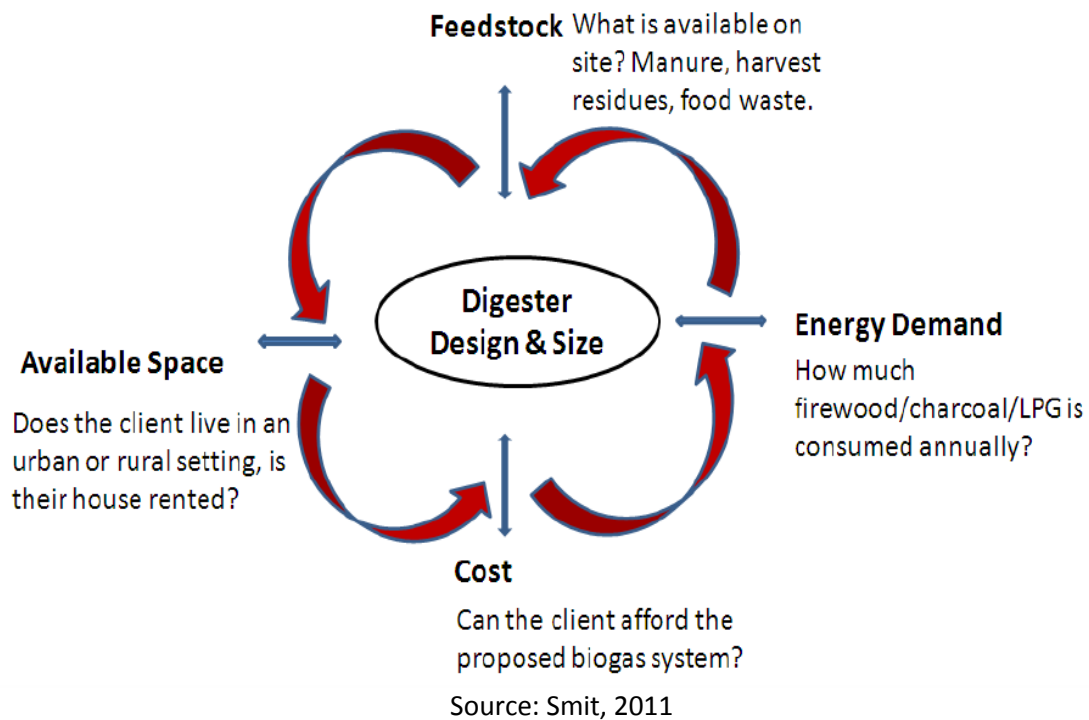 Feedstock What is available on
site? Manure, harvest
residues, food waste.
Digester
Design & Size
Energy Demand
How much
firewood/charcoal/LPG is
consumed annually?
Available Space
Does the client live in an
urban or rural setting, is
their house rented?
Cost
Can the client afford the
proposed biogas system?
Source: Smit, 2011